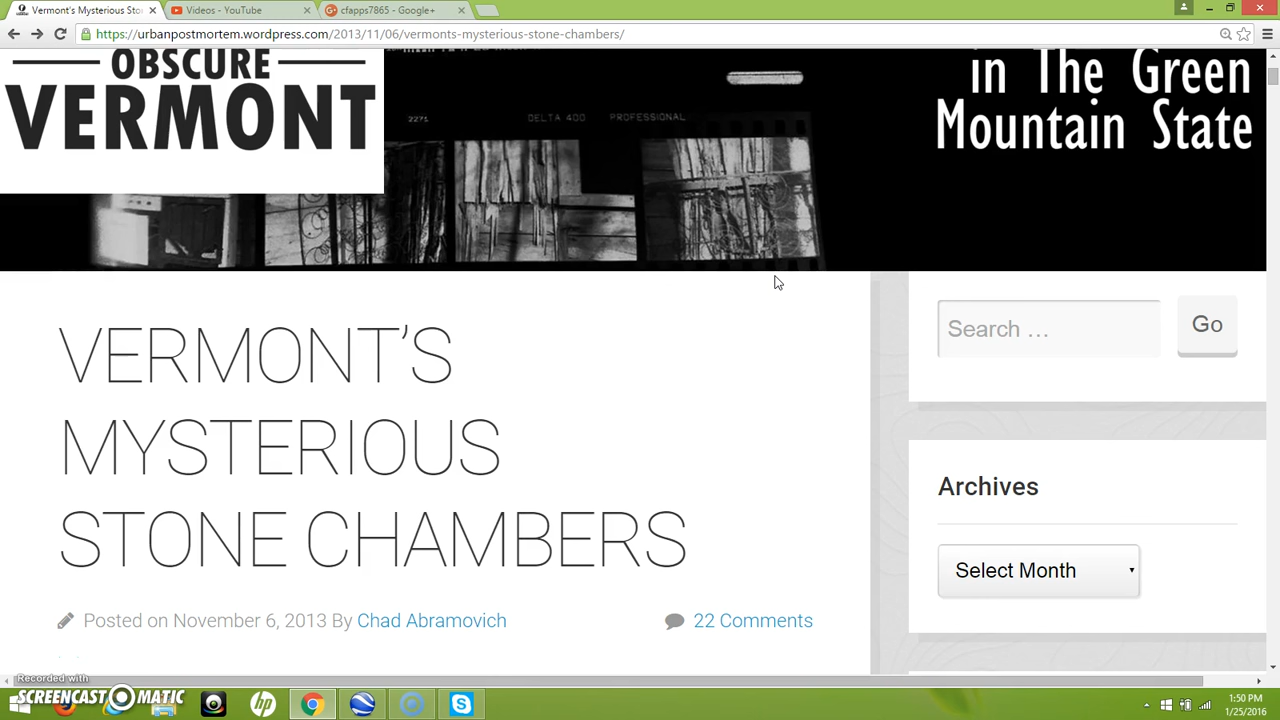 Vermont's Mysterious Sto
Videos - YouTube
cfapps7865 - Google+
https://urbanpostmortem.wordpress.com/2013/11/06/vermonts-mysterious-stone-chambers/
OBSCURE
VERMONT
2271
DELTA 400 PROFESSIONAL
in The Green
Mountain State
VERMONT'S
MYSTERIOUS
STONE CHAMBERS
Posted on November 6, 2013 By Chad Abramovich
22 Comments
Search ...
Go
Archives
Select Month
Recorded with
SCREENCAST-O-MATIC
hp
1:50 PM
1/25/2016